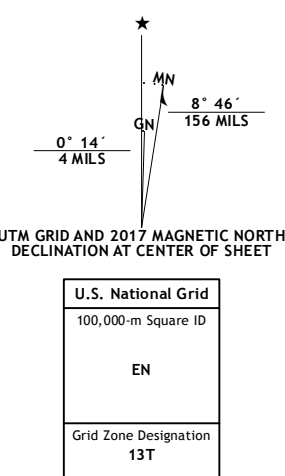 ★
MN
8° 46´
156 MILS
GN
0° 14´
4 MILS
UTM GRID AND 2017 MAGNETIC NORTH
DECLINATION AT CENTER OF SHEET
U.S. National Grid
100,000-m Square ID
EN
Grid Zone Designation
13T